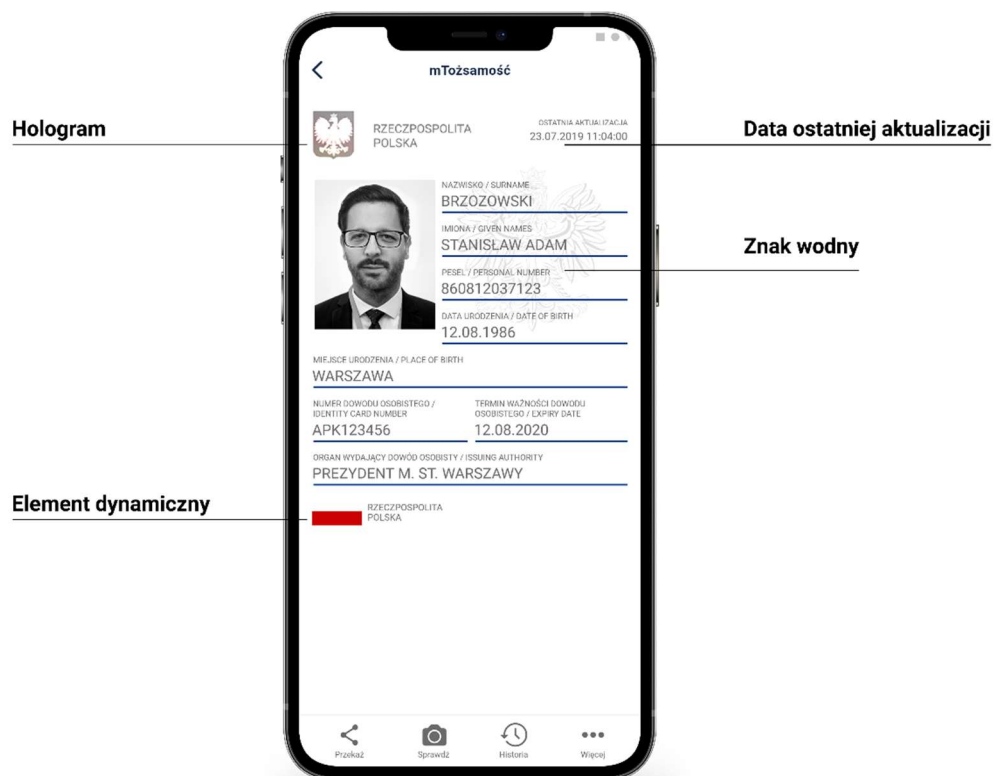 mTożsamość
Hologram
RZECZPOSPOLITA
POLSKA
OSTATNIA AKTUALIZACJA
23.07.2019 11:04:00
Data ostatniej aktualizacji
NAZWISKO / SURNAME
BRZOZOWSKI
IMIONA / GIVEN NAMES
STANISŁAW ADAM
Znak wodny
PESEL / PERSONAL NUMBER
860812037123
DATA URODZENIA / DATE OF BIRTH
12.08.1986
MIEJSCE URODZENIA / PLACE OF BIRTH
WARSZAWA
NUMER DOWODU OSOBISTEGO /
IDENTITY CARD NUMBER
APK123456
TERMIN WAŻNOŚCI DOWODU
OSOBISTEGO / EXPIRY DATE
12.08.2020
ORGAN WYDAJĄCY DOWÓD OSOBISTY / ISSUING AUTHORITY
PREZYDENT M. ST. WARSZAWY
Element dynamiczny
RZECZPOSPOLITA
POLSKA
Przekaż
Sprawdź
Historia
Więcej